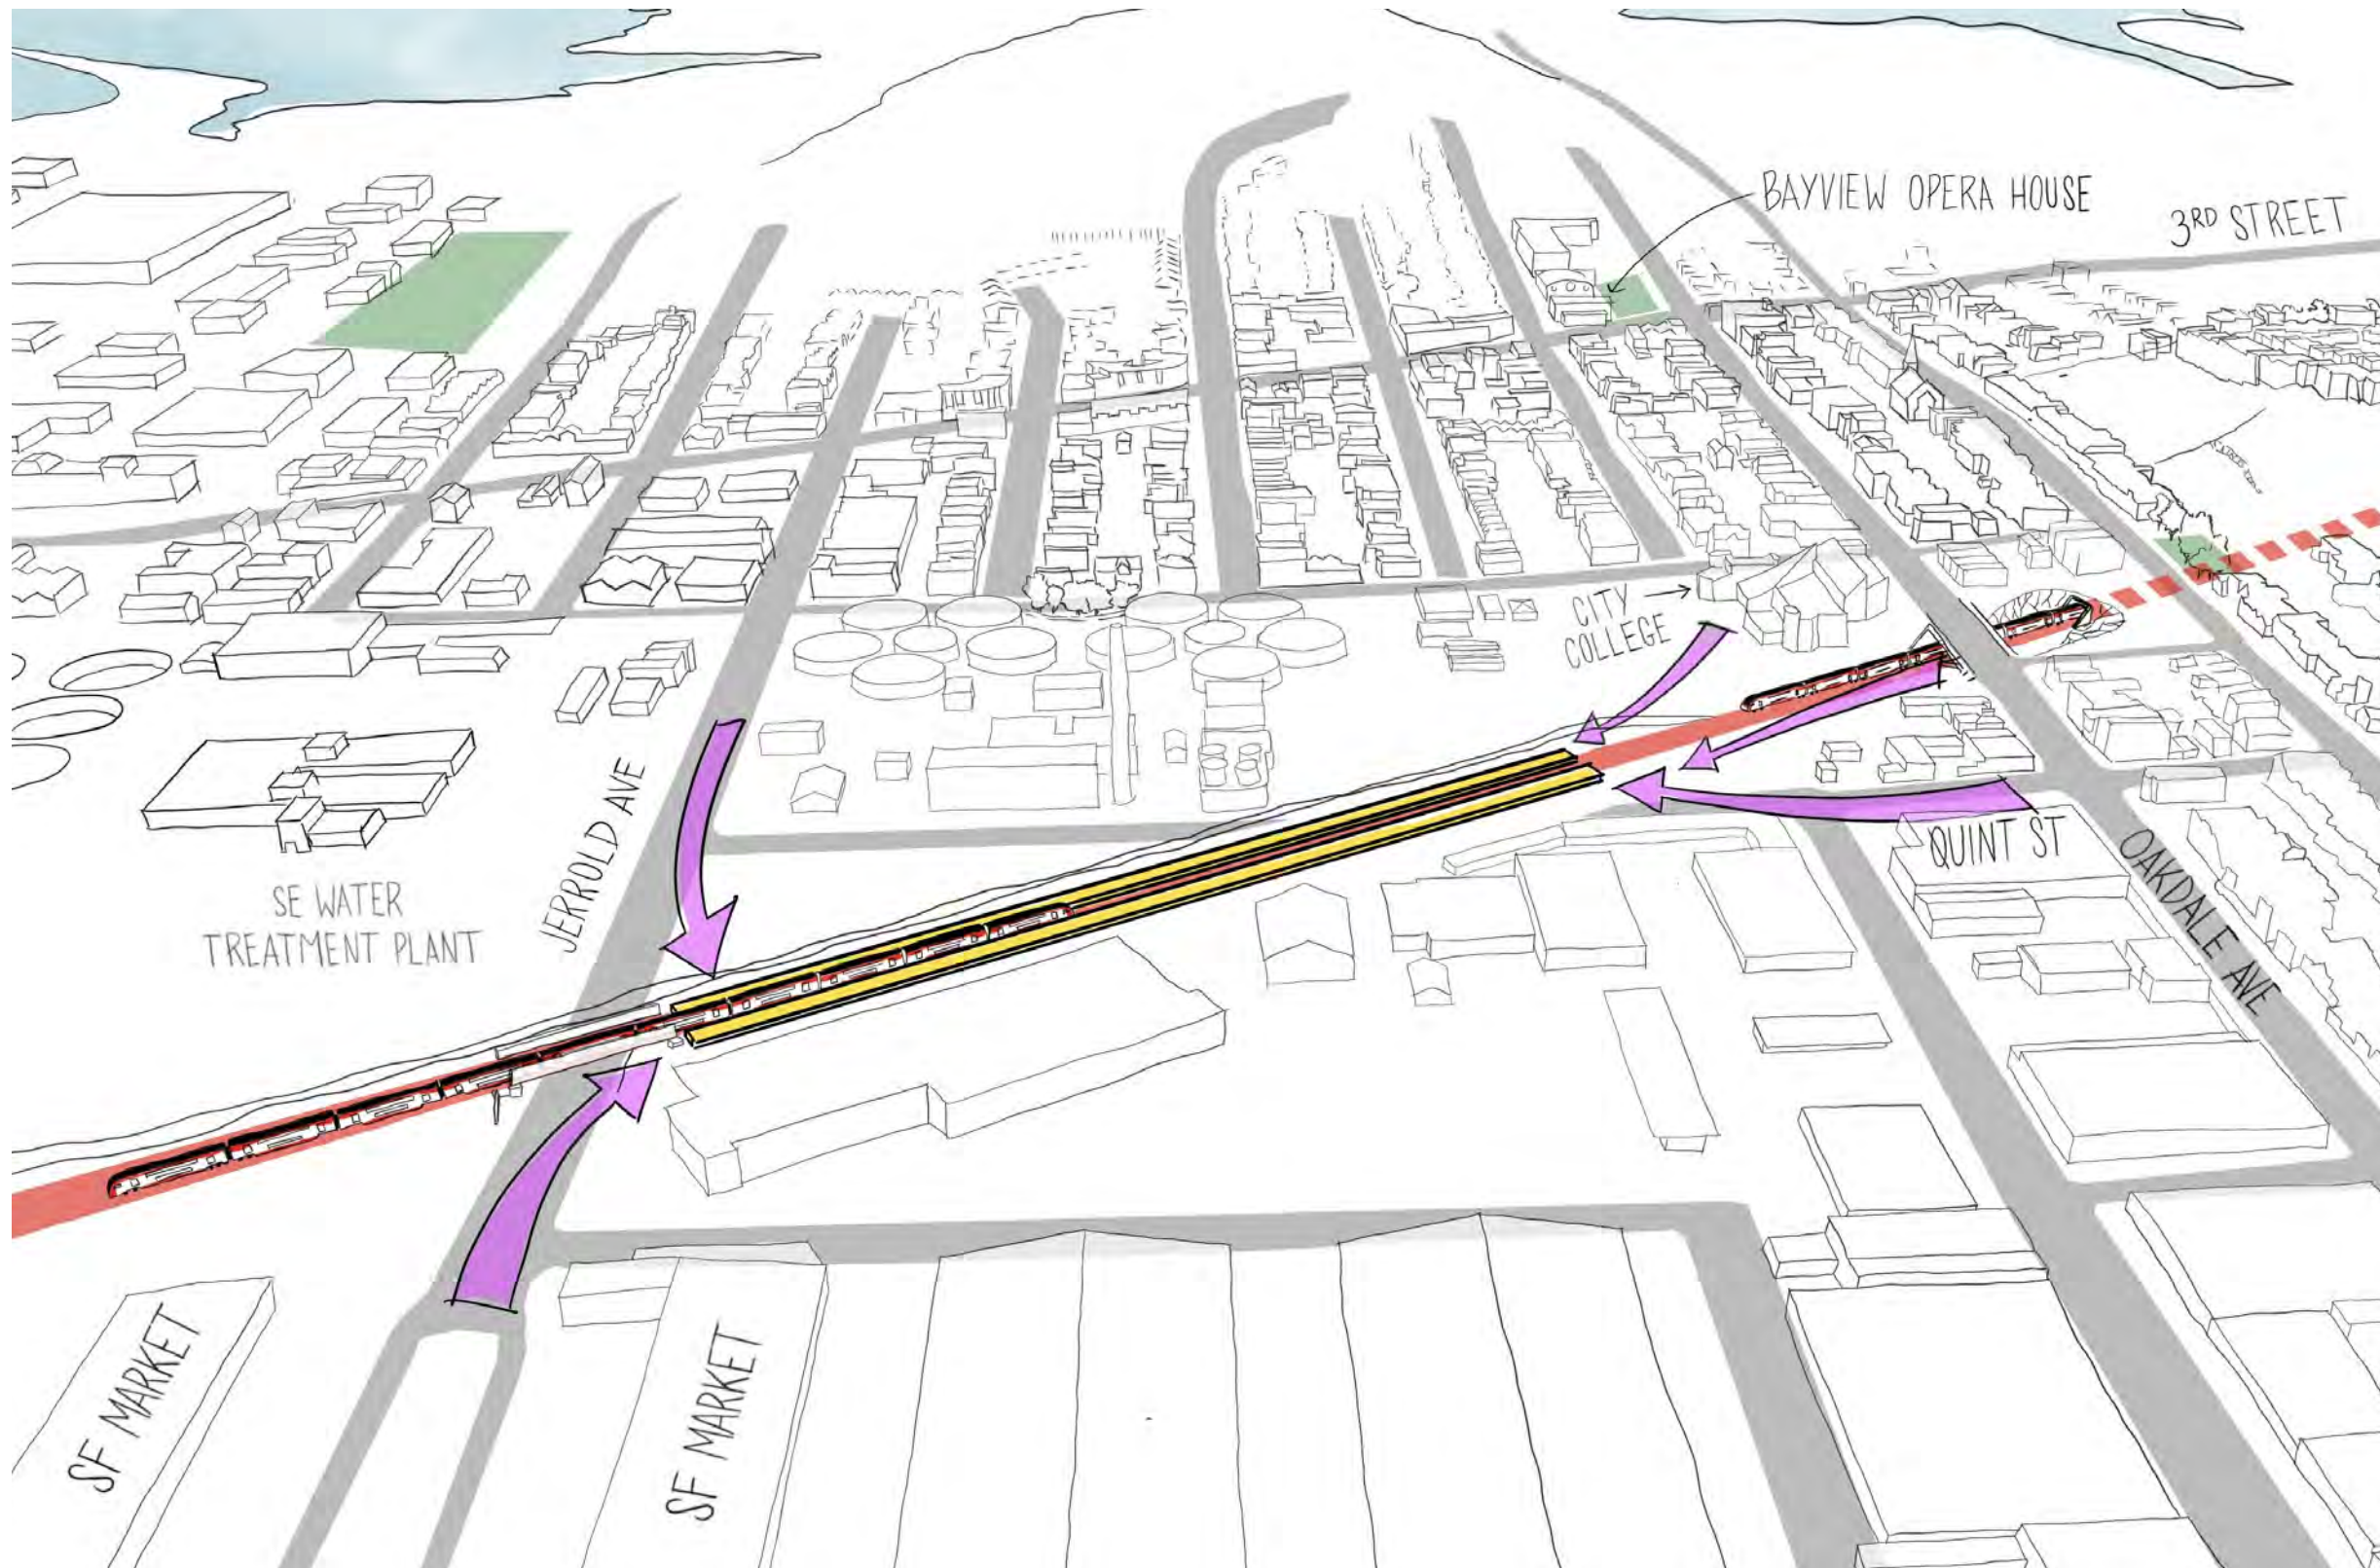 BAYVIEW OPERA HOUSE
3RD STREET
CITY
COLLEGE
JERROLD AVE
QUINT ST
OAKDALE AVE
SE WATER
TREATMENT PLANT
SF MARKET
SF MARKET